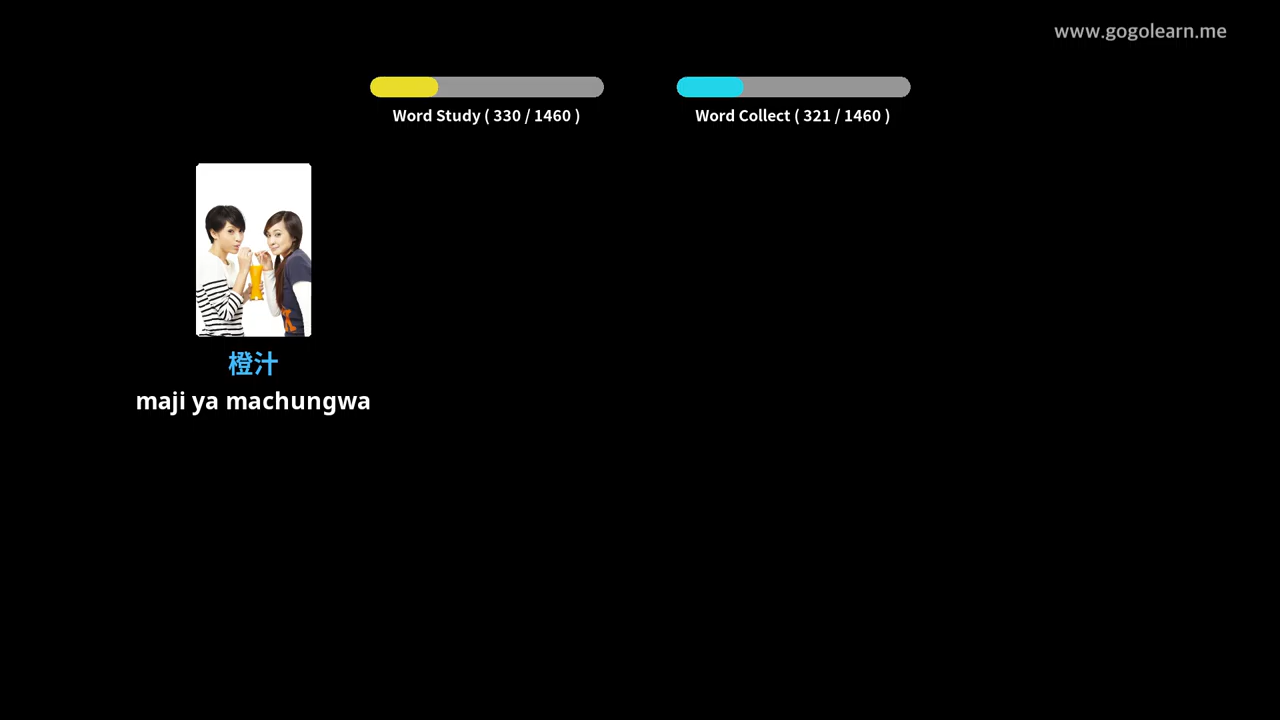 www.gogolearn.me
Word Study ( 330 / 1460 )
Word Collect ( 321 / 1460 )
橙汁
maji ya machungwa